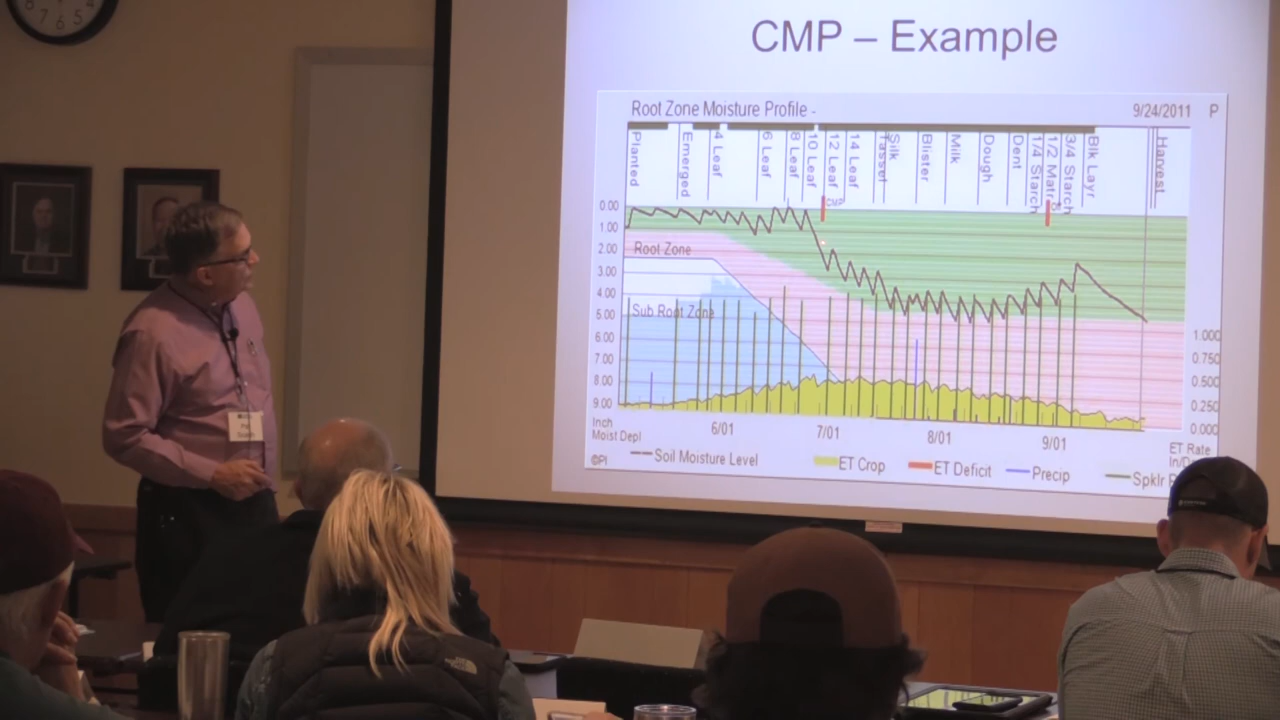 CMP – Example
Root Zone Moisture Profile -
9/24/2011 P
Planted
Emerged
4 Leaf
6 Leaf
8 Leaf
10 Leaf
12 Leaf
14 Leaf
Tassel
Silk
Blister
Milk
Dough
Dent
1/4 Starch
1/2 Matr
3/4 Starch
Blk Layr
Harvest
0.00
1.00
2.00
3.00
4.00
5.00
6.00
7.00
8.00
9.00
Root Zone
Sub Root Zone
1.000
0.750
0.500
0.250
0.000
Inch
Moist Depl
6/01
7/01
8/01
9/01
ET Rate
©PI
Soil Moisture Level
ET Crop
ET Deficit
Precip
Spklr
7 6 5 4